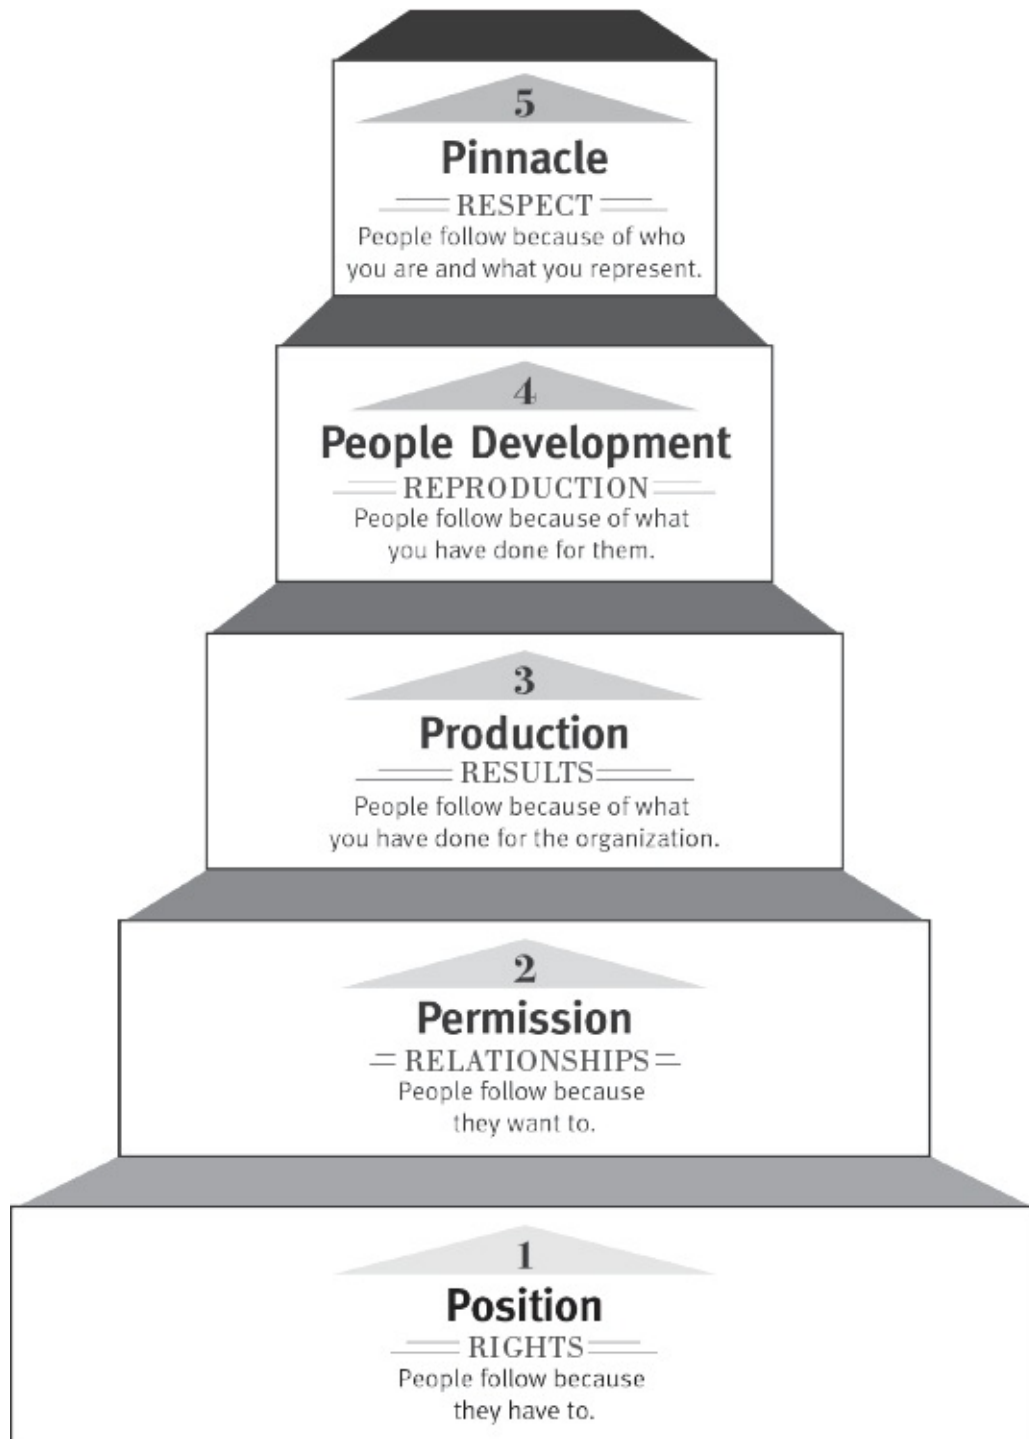 5
Pinnacle
RESPECT
People follow because of who
you are and what you represent.
4
People Development
REPRODUCTION
People follow because of what
you have done for them.
3
Production
RESULTS
People follow because of what
you have done for the organization.
2
Permission
RELATIONSHIPS
People follow because
they want to.
1
Position
RIGHTS
People follow because
they have to.